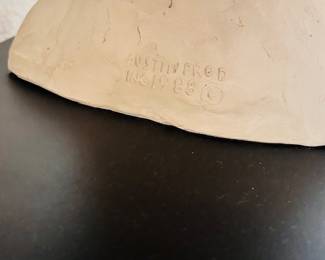 AUSTIN PROD
INC 1985 ©